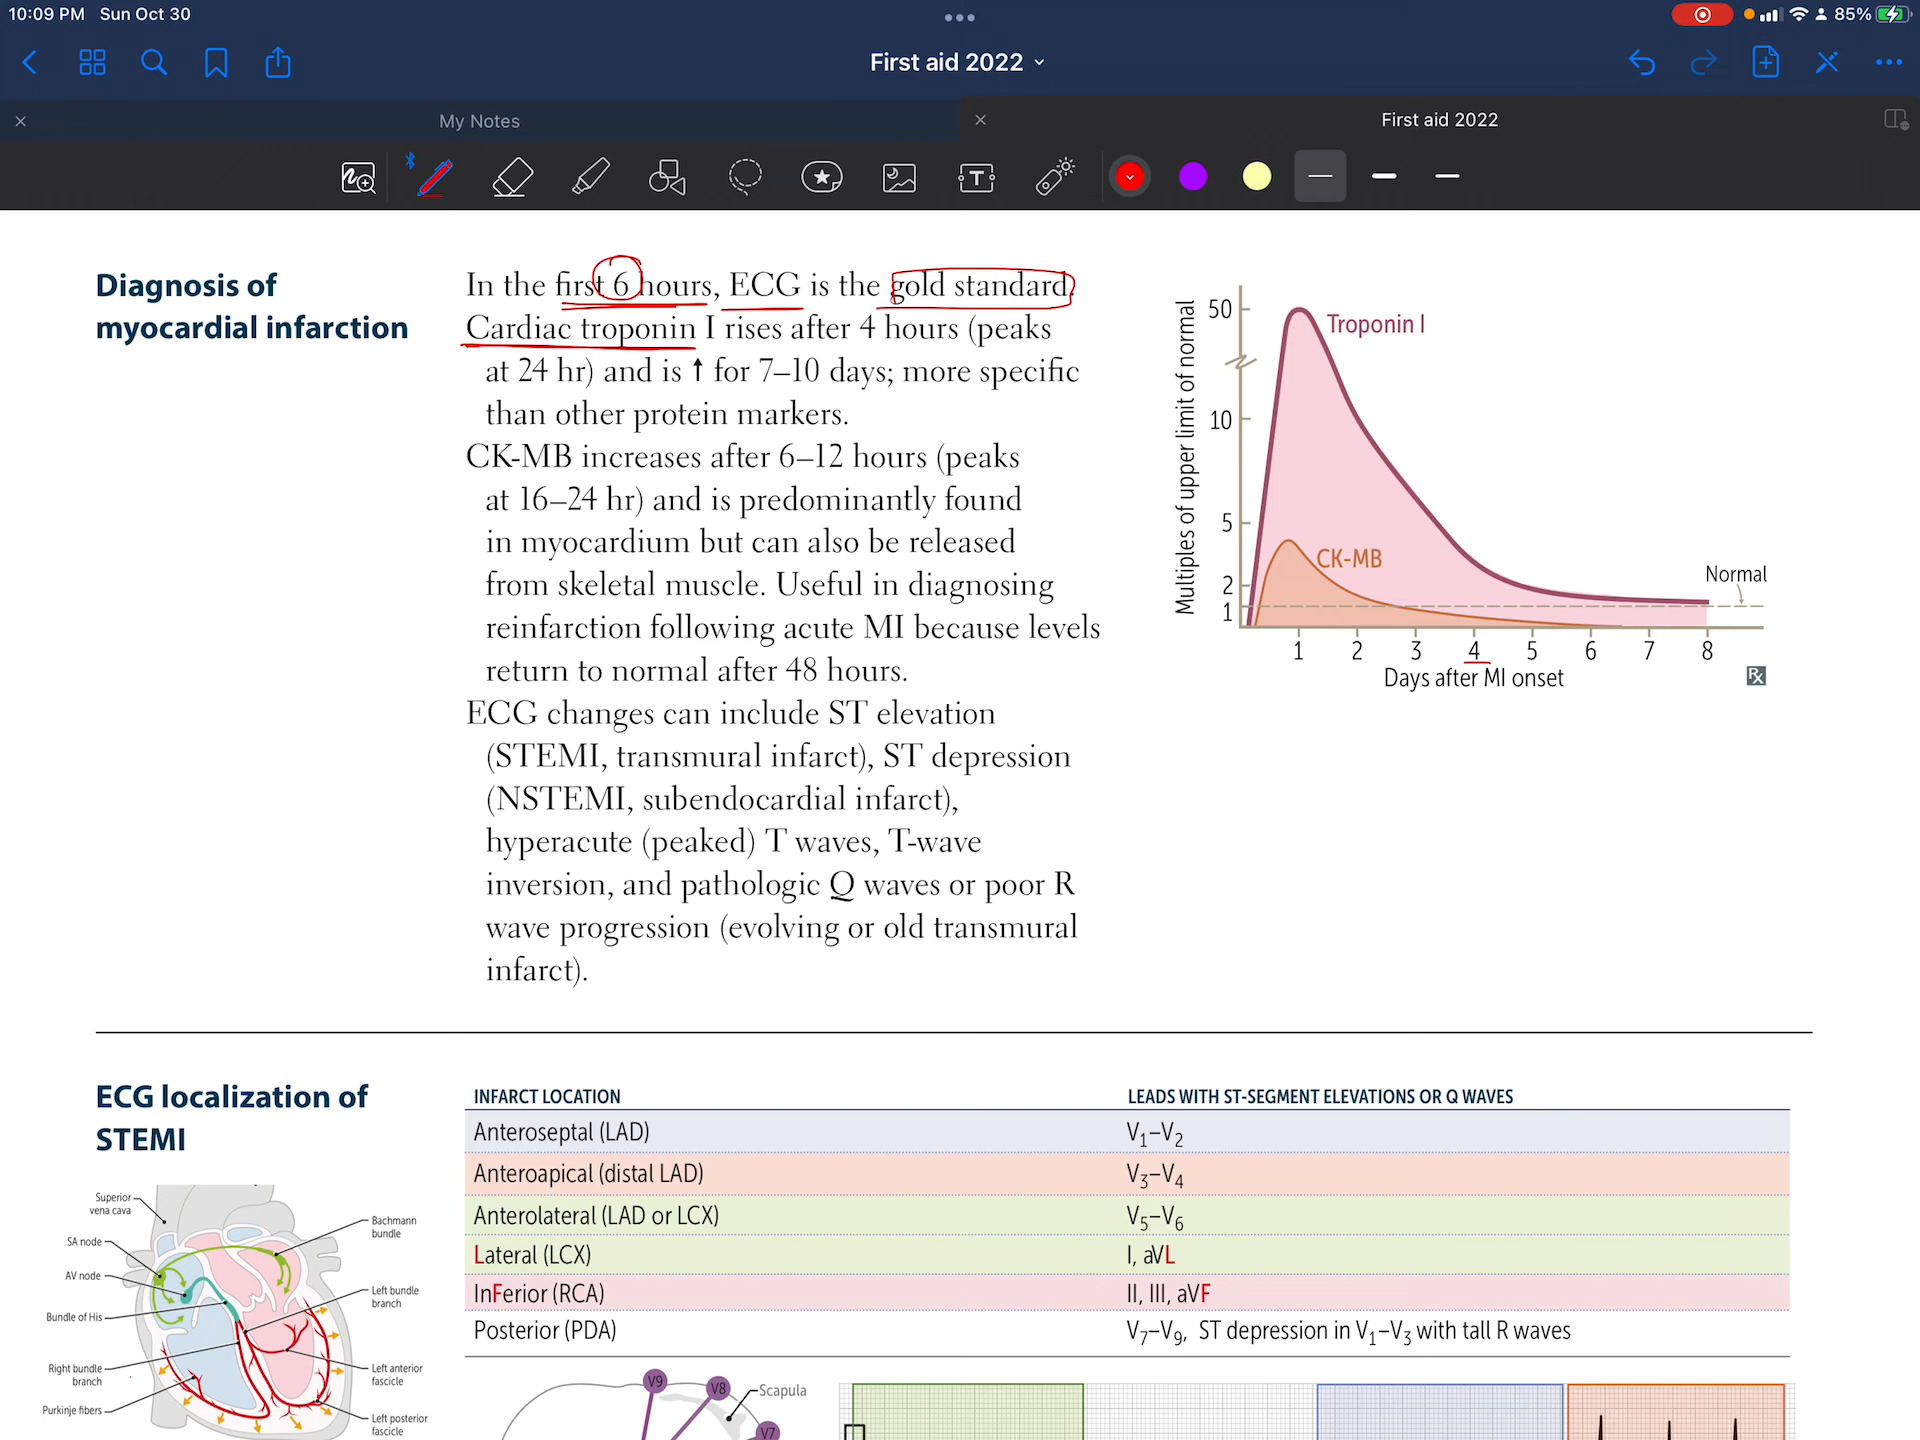 10:09 PM Sun Oct 30
85%
First aid 2022
My Notes
First aid 2022
Diagnosis of
myocardial infarction
In the first 6 hours, ECG is the gold standard.
Cardiac troponin I rises after 4 hours (peaks
at 24 hr) and is ↑ for 7–10 days; more specific
than other protein markers.
CK-MB increases after 6–12 hours (peaks
at 16–24 hr) and is predominantly found
in myocardium but can also be released
from skeletal muscle. Useful in diagnosing
reinfarction following acute MI because levels
return to normal after 48 hours.
ECG changes can include ST elevation
(STEMI, transmural infarct), ST depression
(NSTEMI, subendocardial infarct),
hyperacute (peaked) T waves, T-wave
inversion, and pathologic Q waves or poor R
wave progression (evolving or old transmural
infarct).
Multiples of upper limit of normal
50
10
5
2
1
Troponin I
CK-MB
Normal
1 2 3 4 5 6 7 8
Days after MI onset
Rx
ECG localization of
STEMI
INFARCT LOCATION LEADS WITH ST-SEGMENT ELEVATIONS OR Q WAVES
Anteroseptal (LAD) V1–V2
Anteroapical (distal LAD) V3–V4
Anterolateral (LAD or LCX) V5–V6
Lateral (LCX) I, aVL
InFerior (RCA) II, III, aVF
Posterior (PDA) V7–V9, ST depression in V1–V3 with tall R waves
Superior
vena cava
SA node
AV node
Bundle of His
Right bundle
branch
Purkinje fibers
Bachmann
bundle
Left bundle
branch
Left anterior
fascicle
Left posterior
fascicle
V9
V8
V7
Scapula